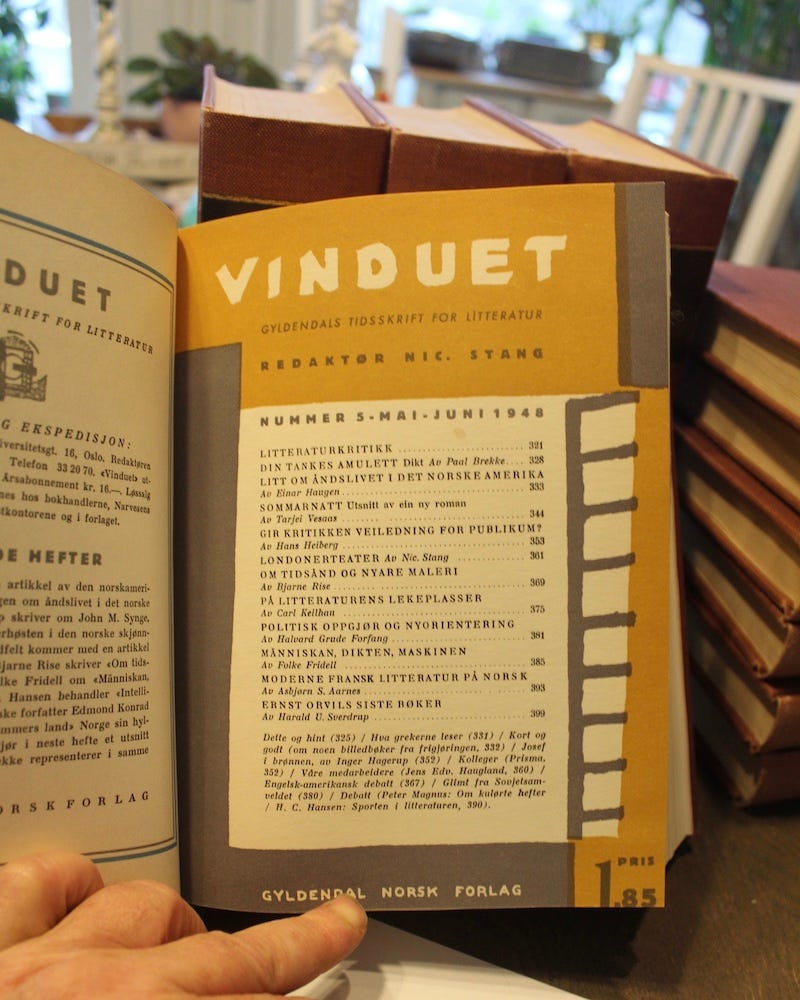 DUET
SKRIFT FOR LITTERATUR
G
G EKSPEDISJON:
versitetsgt. 16, Oslo. Redaktøren
Telefon 33 20 70. «Vinduet» ut-
Årsabonnement kr. 16.—. Løssalg
nes hos bokhandlerne, Narvesens
stkontorene og i forlaget.
DE HEFTER
artikkel av den norskameri-
gen om åndslivet i det norske
skriver om John M. Synge,
erhøsten i den norske skjønn-
difelt kommer med en artikkel
jarne Rise skriver «Om tids-
lke Fridell om «Människan,
Hansen behandler «Intelli-
ske forfatter Edmond Konrad
mmers land» Norge sin hyl-
jør i neste hefte et utsnitt
kke representerer i samme
ORSK FORLAG
VINDUET
GYLDENDALS TIDSSKRIFT FOR LITTERATUR
REDAKTØR NIC. STANG
NUMMER 5-MAI-JUNI 1948
LITTERATURKRITIKK 321
DIN TANKES AMULETT Dikt Av Paal Brekke 328
LITT OM ÅNDSLIVET I DET NORSKE AMERIKA
Av Einar Haugen 333
SOMMARNATT Utsnitt av ein ny roman
Av Tarjei Vesaas 344
GIR KRITIKKEN VEILEDNING FOR PUBLIKUM?
Av Hans Heiberg 353
LONDONERTEATER Av Nic. Stang 361
OM TIDSÅND OG NYARE MALERI
Av Bjarne Rise 369
PÅ LITTERATURENS LEKEPLASSER
Av Carl Keilhau 375
POLITISK OPPGJØR OG NYORIENTERING
Av Halvard Grude Forfang 381
MÄNNISKAN, DIKTEN, MASKINEN
Av Folke Fridell 385
MODERNE FRANSK LITTERATUR PÅ NORSK
Av Asbjørn S. Aarnes 393
ERNST ORVILS SISTE BØKER
Av Harald U. Sverdrup 399
Dette og hint (325) / Hva grekerne leser (331) / Kort og
godt (om noen billedbøker fra frigjøringen, 332) / Josef
i brønnen, av Inger Hagerup (352) / Kolleger (Prisma,
352) / Våre medarbeidere (Jens Edv. Haugland, 360) /
Engelsk-amerikansk debatt (367) / Glimt fra Sovjetsam-
veldet (380) / Debatt (Peter Magnus: Om kulørte hefter
/ H. C. Hansen: Sporten i litteraturen, 390).
GYLDENDAL NORSK FORLAG
PRIS
1.85